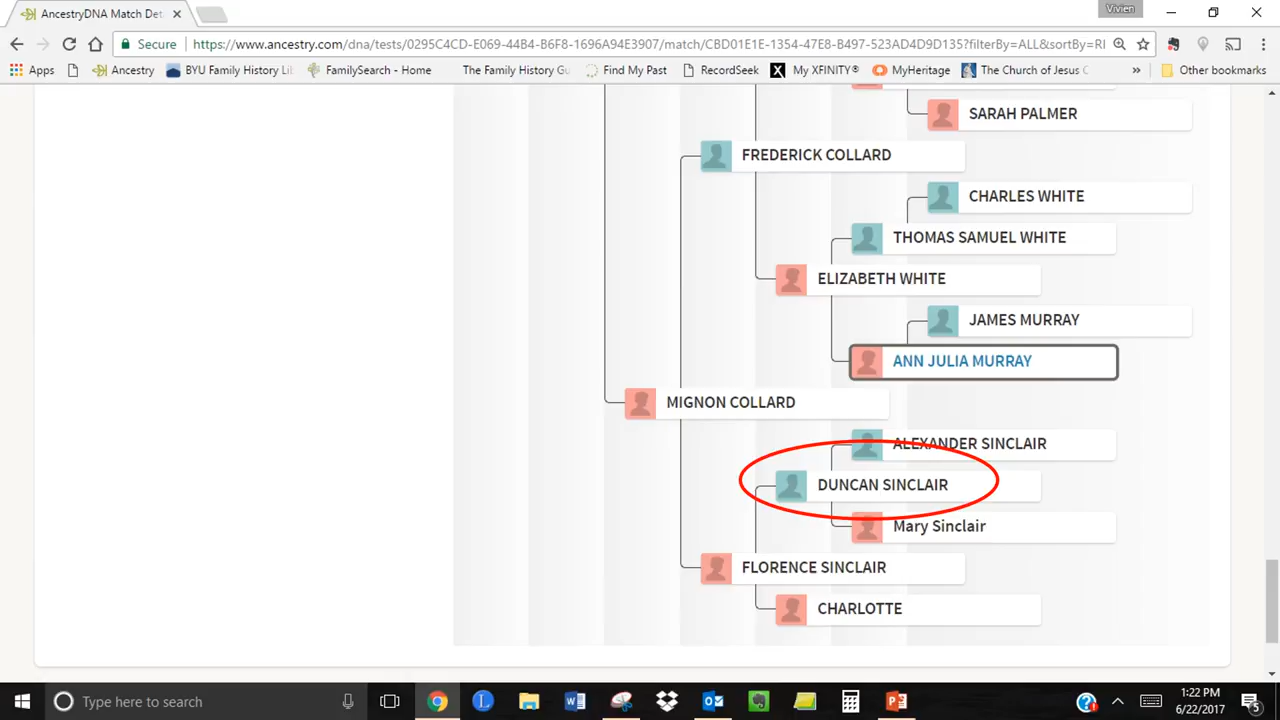 AncestryDNA Match Det
Vivien
Secure https://www.ancestry.com/dna/tests/0295C4CD-E069-44B4-B6F8-1696A94E3907/match/CBD01E1E-1354-47E8-B497-523AD4D9D135?filterBy=ALL&sortBy=RI
Apps Ancestry BYU Family History Lib FamilySearch - Home The Family History Gu Find My Past RecordSeek X My XFINITY® MyHeritage The Church of Jesus C » Other bookmarks
SARAH PALMER
FREDERICK COLLARD
CHARLES WHITE
THOMAS SAMUEL WHITE
ELIZABETH WHITE
JAMES MURRAY
ANN JULIA MURRAY
MIGNON COLLARD
ALEXANDER SINCLAIR
DUNCAN SINCLAIR
Mary Sinclair
FLORENCE SINCLAIR
CHARLOTTE
Type here to search
1:22 PM
6/22/2017
5